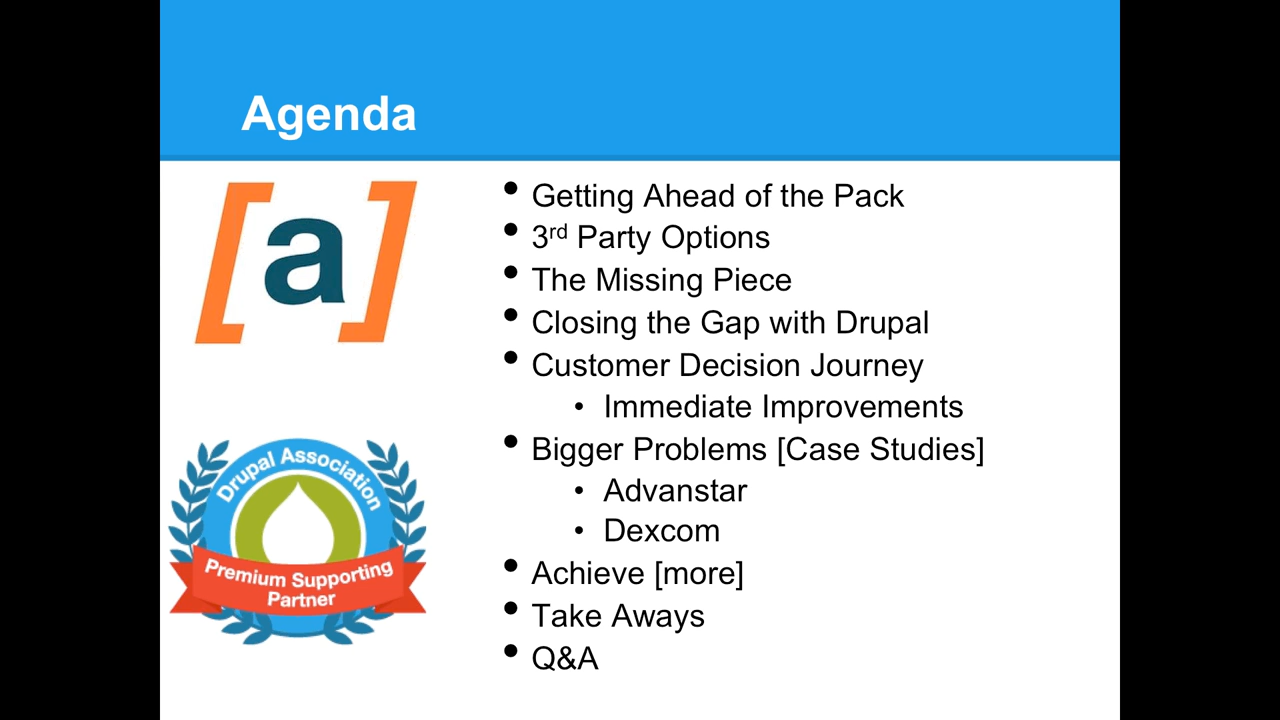 Agenda
[a]
Drupal Association
Premium Supporting
Partner
• Getting Ahead of the Pack
• 3rd Party Options
• The Missing Piece
• Closing the Gap with Drupal
• Customer Decision Journey
• Immediate Improvements
• Bigger Problems [Case Studies]
• Advanstar
• Dexcom
• Achieve [more]
• Take Aways
• Q&A